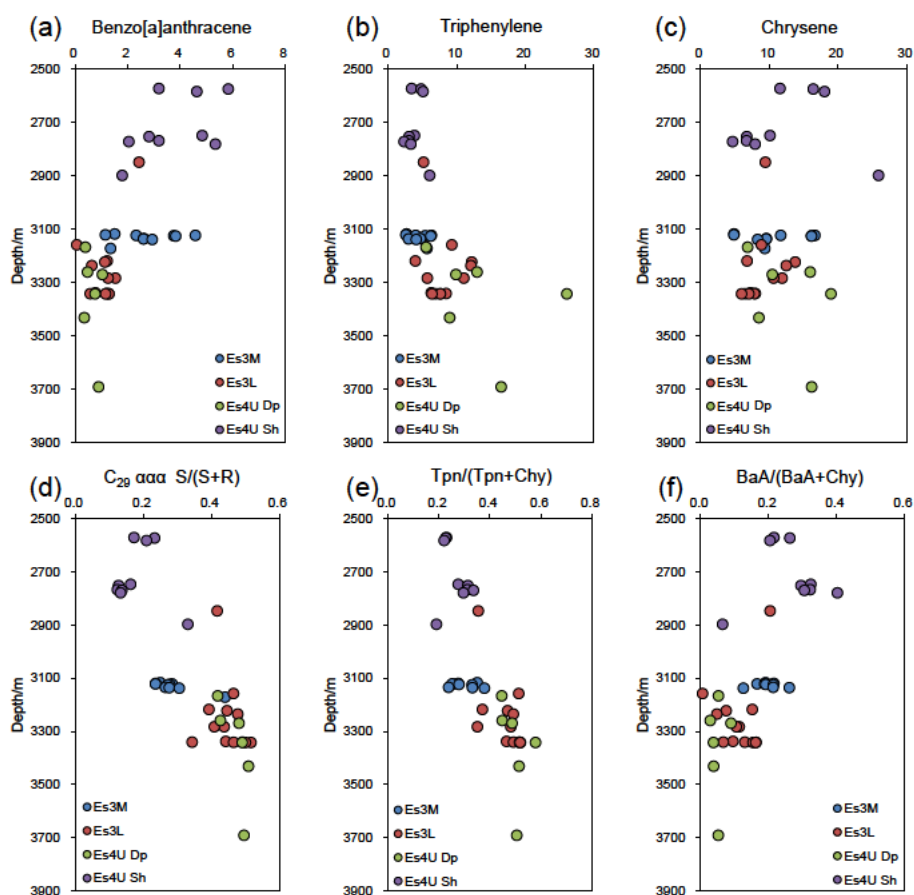 (a) Benzo[a]anthracene
0 2 4 6 8
2500
2700
2900
3100
3300
3500
3700
3900
Depth/m
Es3M
Es3L
Es4U Dp
Es4U Sh
(b) Triphenylene
0 10 20 30
2500
2700
2900
3100
3300
3500
3700
3900
Depth/m
Es3M
Es3L
Es4U Dp
Es4U Sh
(c) Chrysene
0 10 20 30
2500
2700
2900
3100
3300
3500
3700
3900
Depth/m
Es3M
Es3L
Es4U Dp
Es4U Sh
(d) C29 ααα S/(S+R)
0.0 0.2 0.4 0.6
2500
2700
2900
3100
3300
3500
3700
3900
Depth/m
Es3M
Es3L
Es4U Dp
Es4U Sh
(e) Tpn/(Tpn+Chy)
0.0 0.2 0.4 0.6 0.8
2500
2700
2900
3100
3300
3500
3700
3900
Depth/m
Es3M
Es3L
Es4U Dp
Es4U Sh
(f) BaA/(BaA+Chy)
0.0 0.2 0.4 0.6
2500
2700
2900
3100
3300
3500
3700
3900
Depth/m
Es3M
Es3L
Es4U Dp
Es4U Sh